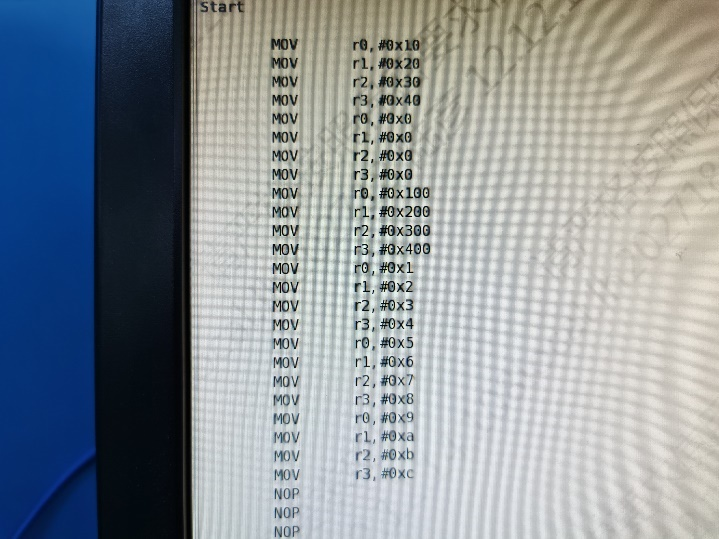 Start
MOV r0, #0x10
MOV r1, #0x20
MOV r2, #0x30
MOV r3, #0x40
MOV r0, #0x0
MOV r1, #0x0
MOV r2, #0x0
MOV r3, #0x0
MOV r0, #0x100
MOV r1, #0x200
MOV r2, #0x300
MOV r3, #0x400
MOV r0, #0x1
MOV r1, #0x2
MOV r2, #0x3
MOV r3, #0x4
MOV r0, #0x5
MOV r1, #0x6
MOV r2, #0x7
MOV r3, #0x8
MOV r0, #0x9
MOV r1, #0xa
MOV r2, #0xb
MOV r3, #0xc
NOP
NOP
NOP